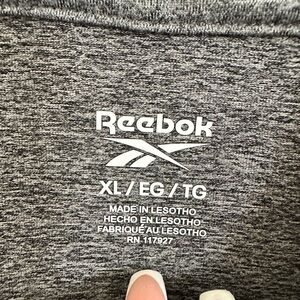 Reebok
XL / EG / TG
MADE IN LESOTHO
HECHO EN LESOTHO
FABRIQUÉ AU LESOTHO
RN 117927